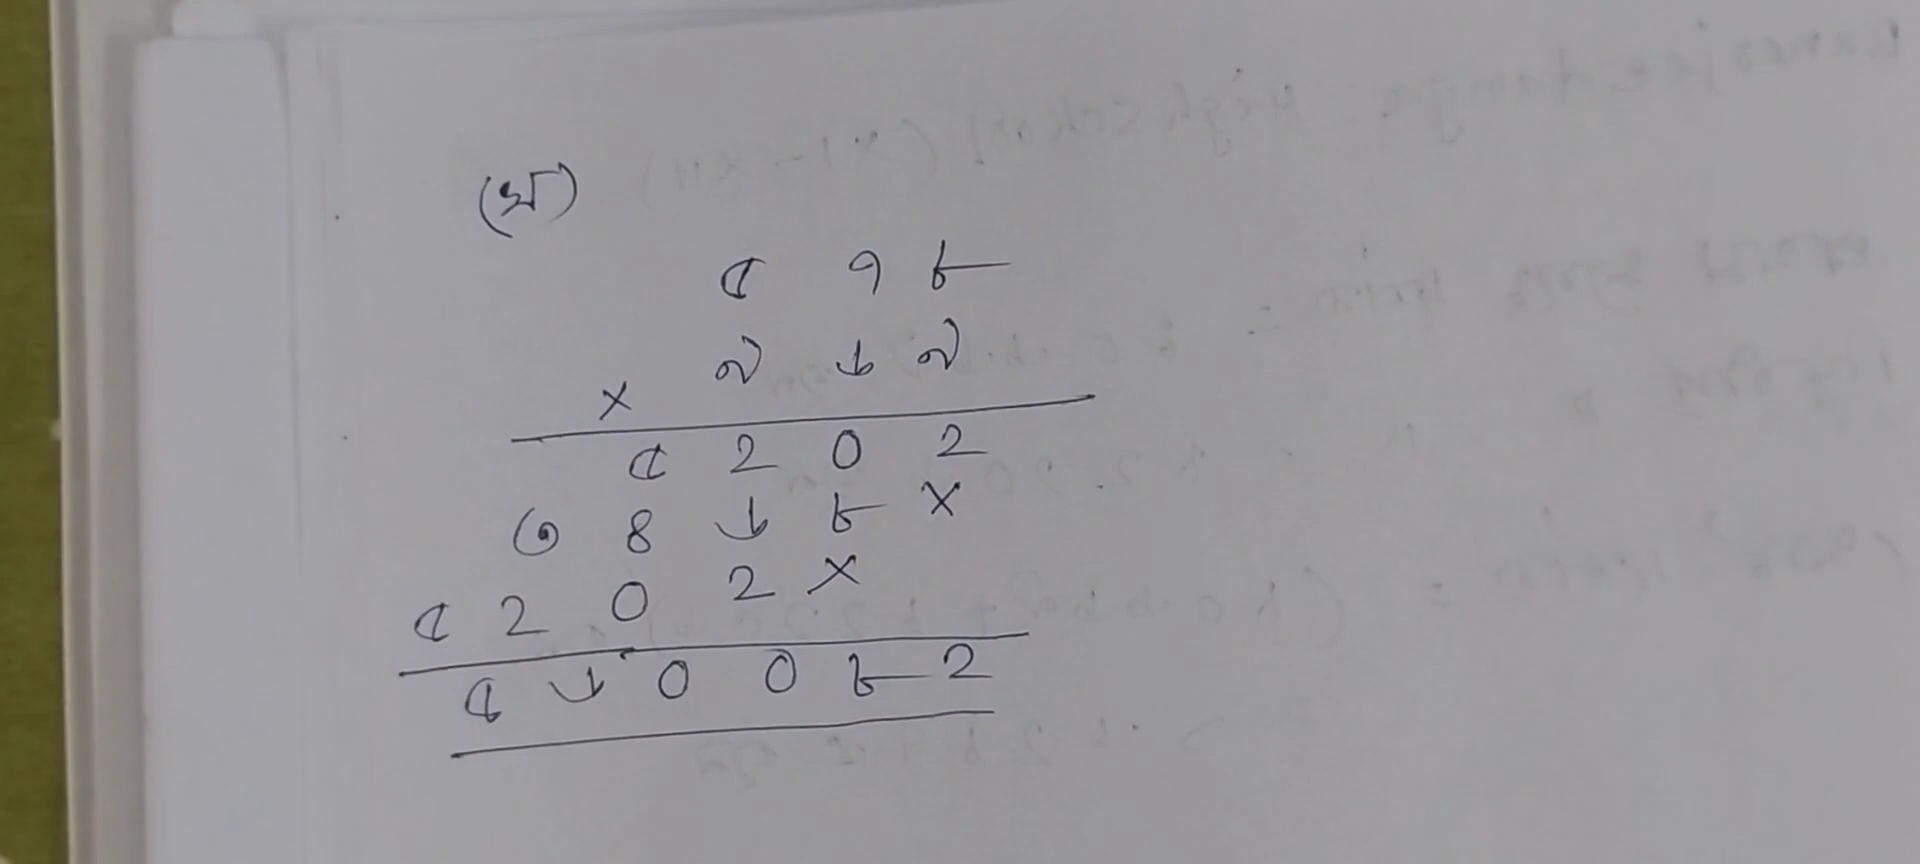 (খ)
৫ ৭ ৮
× ৯ ৬ ৯
৫ ২ ০ ২
৩ ৪ ৬ ৮ ×
৫ ২ ০ ২ ×
৫ ৬ ০ ০ ৮ ২